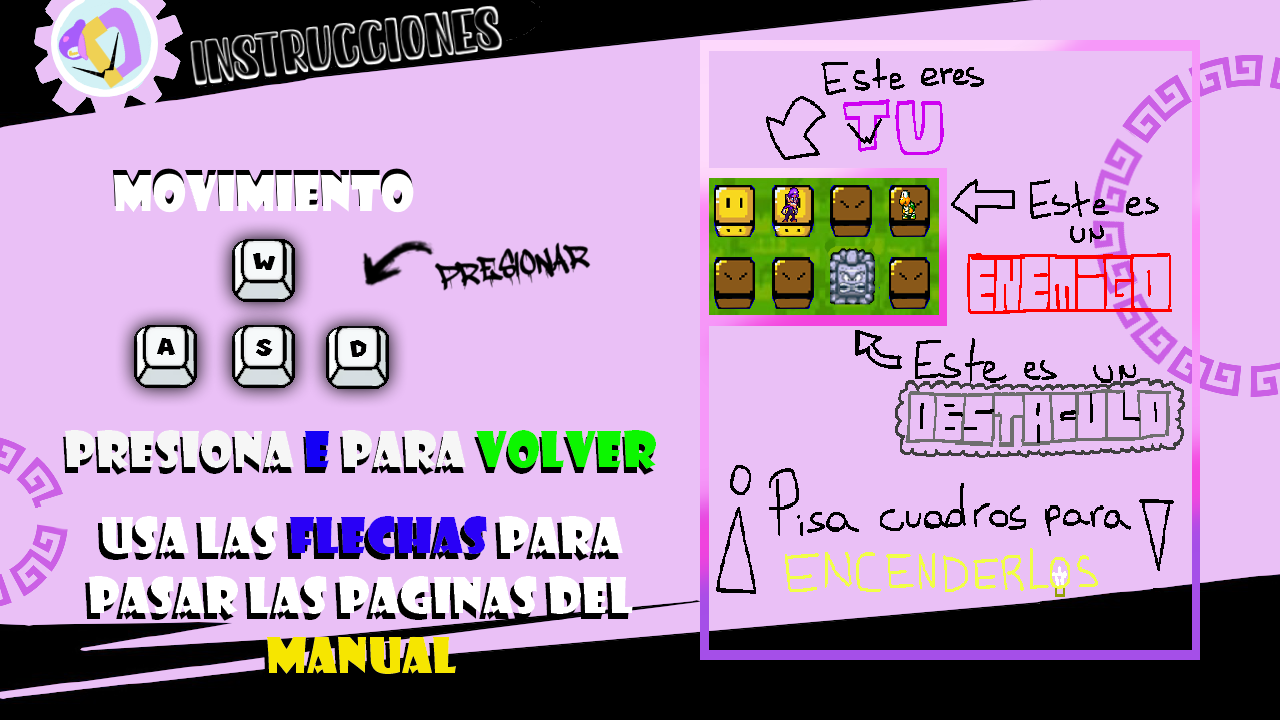 INSTRUCCIONES
MOVIMIENTO
W
PRESIONAR
A S D
PRESIONA E PARA VOLVER
USA LAS FLECHAS PARA
PASAR LAS PAGINAS DEL
MANUAL
Este eres
TU
Este es
UN
ENEMIGO
Este es un
OBSTACULO
¡Pisa cuadros para
ENCENDERLOS!